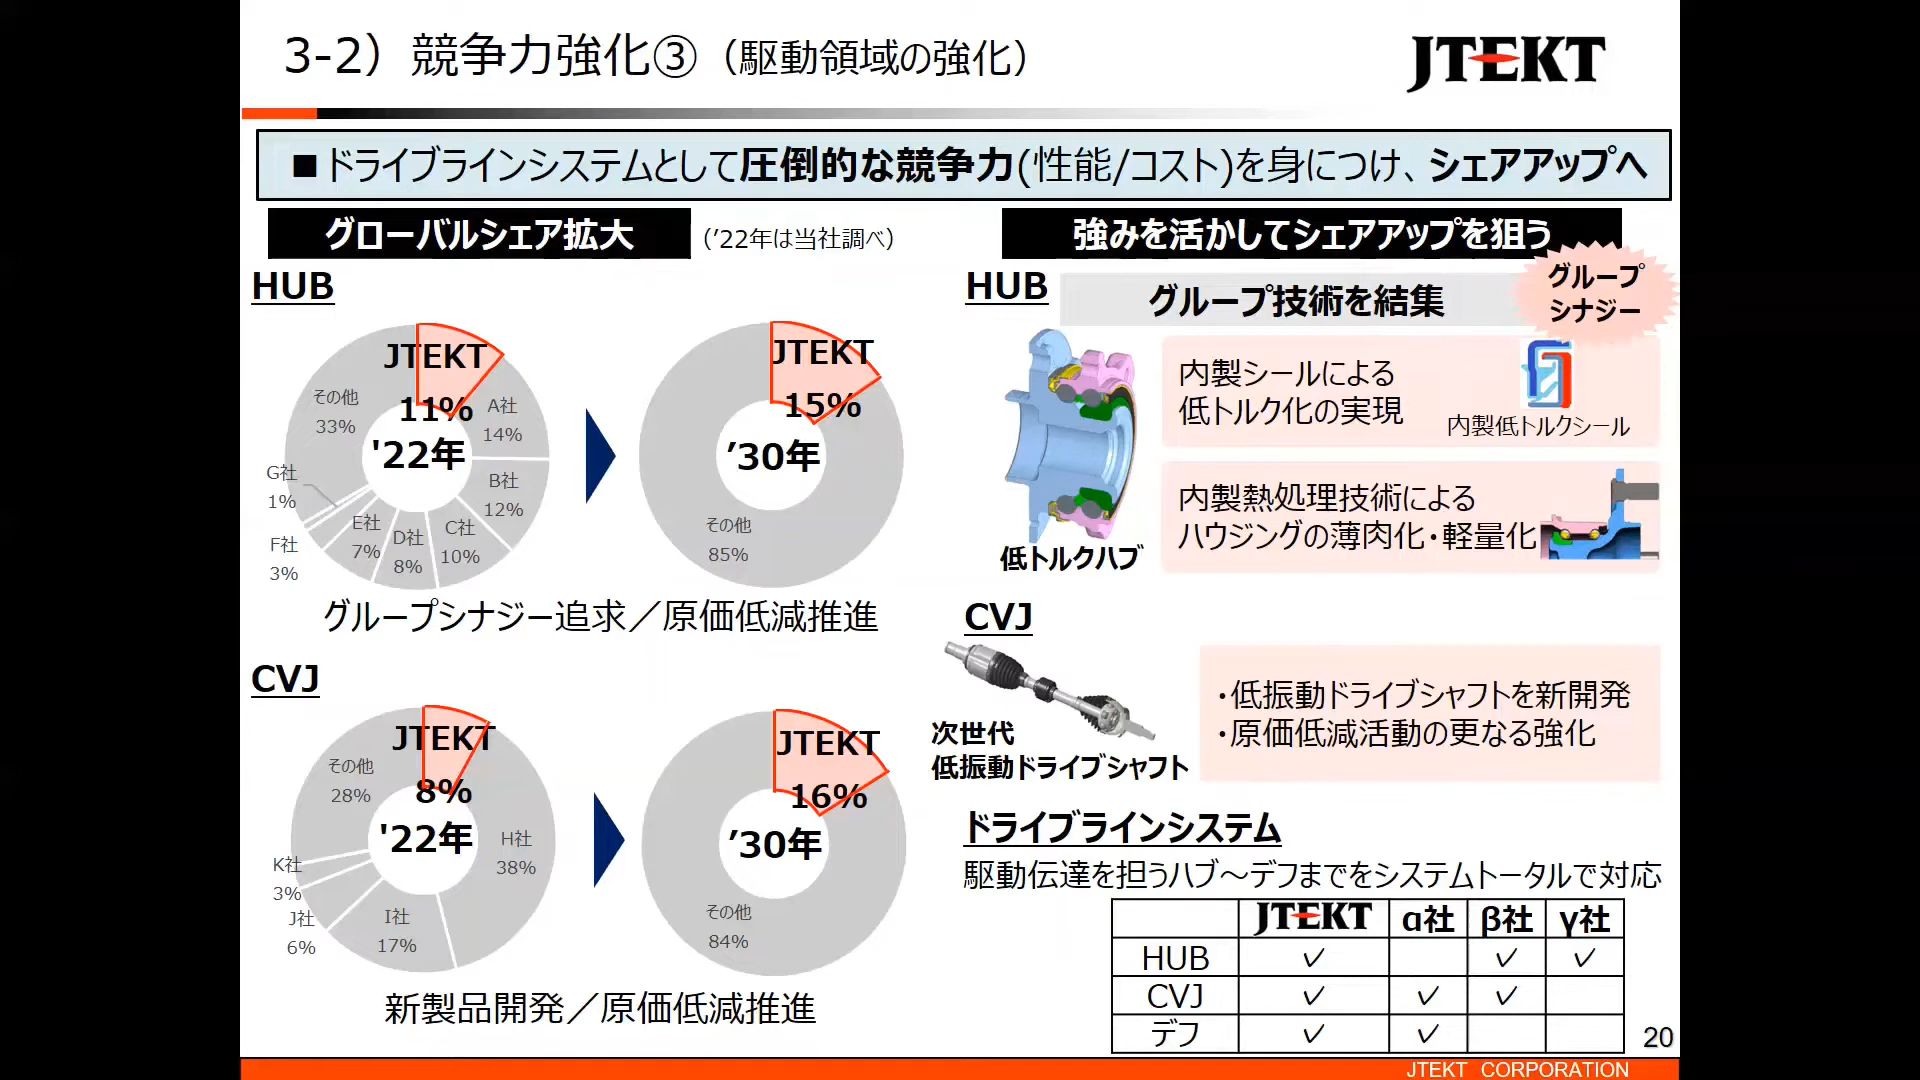 3-2）競争力強化③（駆動領域の強化）
JTEKT
■ドライブラインシステムとして圧倒的な競争力(性能/コスト)を身につけ、シェアアップへ
グローバルシェア拡大
（’22年は当社調べ）
HUB
JTEKT
11%
'22年
A社
14%
B社
12%
C社
10%
D社
8%
E社
7%
F社
3%
G社
1%
その他
33%
JTEKT
15%
’30年
その他
85%
グループシナジー追求／原価低減推進
CVJ
JTEKT
8%
'22年
H社
38%
I社
17%
J社
6%
K社
3%
その他
28%
JTEKT
16%
’30年
その他
84%
新製品開発／原価低減推進
強みを活かしてシェアアップを狙う
HUB
グループ技術を結集
グループ
シナジー
低トルクハブ
内製シールによる
低トルク化の実現
内製低トルクシール
内製熱処理技術による
ハウジングの薄肉化・軽量化
CVJ
次世代
低振動ドライブシャフト
・低振動ドライブシャフトを新開発
・原価低減活動の更なる強化
ドライブラインシステム
駆動伝達を担うハブ～デフまでをシステムトータルで対応
JTEKT α社 β社 γ社
HUB ✓ ✓ ✓
CVJ ✓ ✓ ✓
デフ ✓ ✓
20
JTEKT CORPORATION